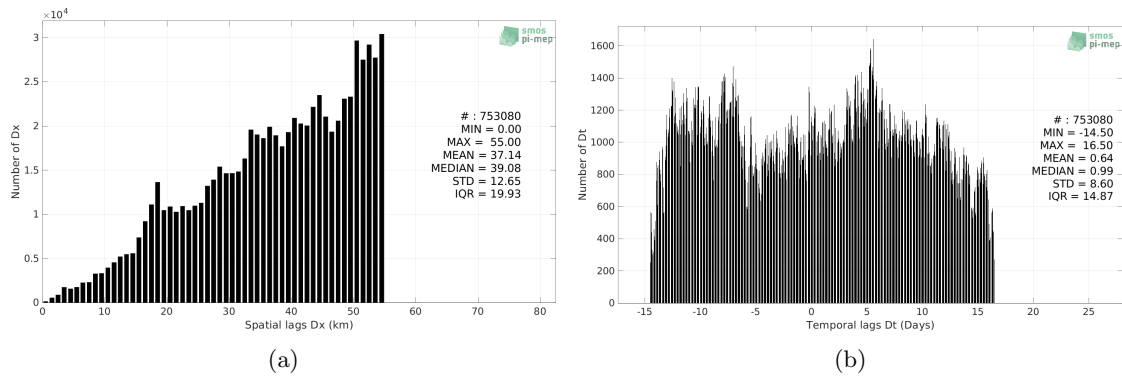 ×10⁴
3
2.5
2
1.5
1
0.5
0
Number of Dx
smos
pi-mep
# : 753080
MIN = 0.00
MAX = 55.00
MEAN = 37.14
MEDIAN = 39.08
STD = 12.65
IQR = 19.93
0 10 20 30 40 50 60 70 80
Spatial lags Dx (km)
(a)
1600
1400
1200
1000
800
600
400
200
0
Number of Dt
smos
pi-mep
# : 753080
MIN = -14.50
MAX = 16.50
MEAN = 0.64
MEDIAN = 0.99
STD = 8.60
IQR = 14.87
-15 -10 -5 0 5 10 15 20 25
Temporal lags Dt (Days)
(b)